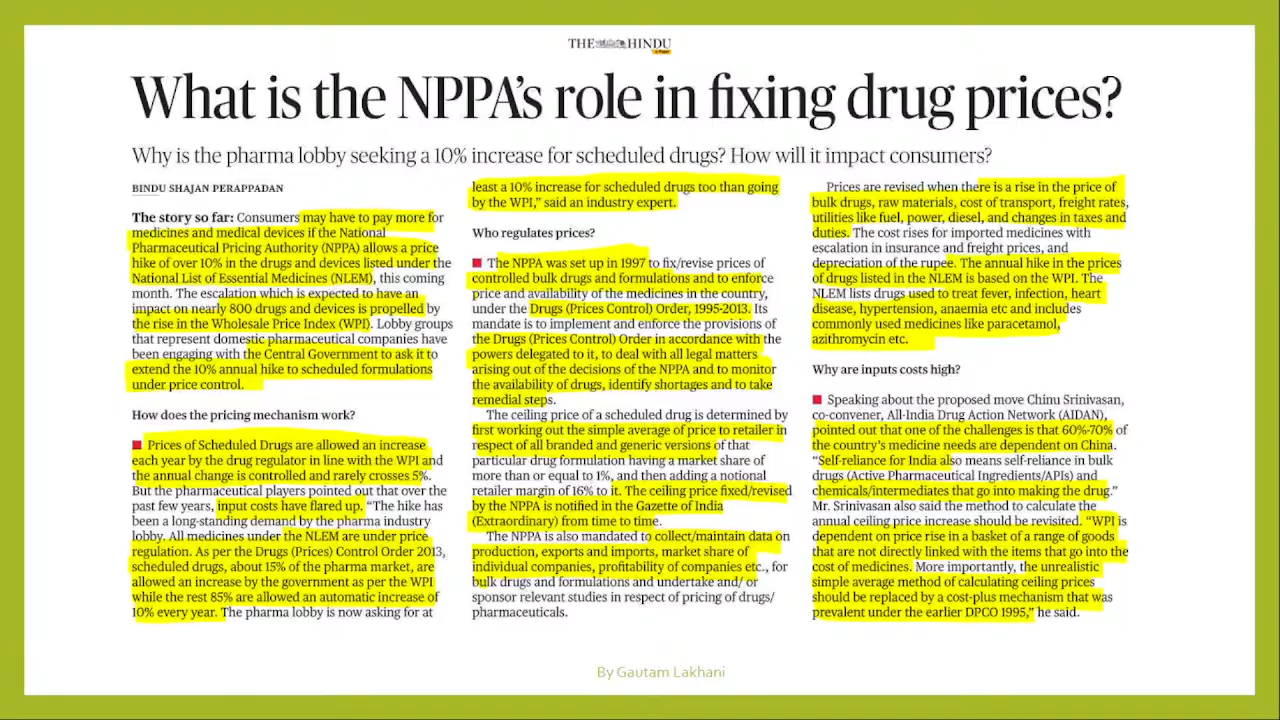 THE HINDU
What is the NPPA's role in fixing drug prices?
Why is the pharma lobby seeking a 10% increase for scheduled drugs? How will it impact consumers?
BINDU SHAJAN PERAPPADAN
The story so far: Consumers may have to pay more for
medicines and medical devices if the National
Pharmaceutical Pricing Authority (NPPA) allows a price
hike of over 10% in the drugs and devices listed under the
National List of Essential Medicines (NLEM), this coming
month. The escalation which is expected to have an
impact on nearly 800 drugs and devices is propelled by
the rise in the Wholesale Price Index (WPI). Lobby groups
that represent domestic pharmaceutical companies have
been engaging with the Central Government to ask it to
extend the 10% annual hike to scheduled formulations
under price control.
How does the pricing mechanism work?
Prices of Scheduled Drugs are allowed an increase
each year by the drug regulator in line with the WPI and
the annual change is controlled and rarely crosses 5%.
But the pharmaceutical players pointed out that over the
past few years, input costs have flared up. “The hike has
been a long-standing demand by the pharma industry
lobby. All medicines under the NLEM are under price
regulation. As per the Drugs (Prices) Control Order 2013,
scheduled drugs, about 15% of the pharma market, are
allowed an increase by the government as per the WPI
while the rest 85% are allowed an automatic increase of
10% every year. The pharma lobby is now asking for at
least a 10% increase for scheduled drugs too than going
by the WPI,” said an industry expert.
Who regulates prices?
The NPPA was set up in 1997 to fix/revise prices of
controlled bulk drugs and formulations and to enforce
price and availability of the medicines in the country,
under the Drugs (Prices Control) Order, 1995-2013. Its
mandate is to implement and enforce the provisions of
the Drugs (Prices Control) Order in accordance with the
powers delegated to it, to deal with all legal matters
arising out of the decisions of the NPPA and to monitor
the availability of drugs, identify shortages and to take
remedial steps.
The ceiling price of a scheduled drug is determined by
first working out the simple average of price to retailer in
respect of all branded and generic versions of that
particular drug formulation having a market share of
more than or equal to 1%, and then adding a notional
retailer margin of 16% to it. The ceiling price fixed/revised
by the NPPA is notified in the Gazette of India
(Extraordinary) from time to time.
The NPPA is also mandated to collect/maintain data on
production, exports and imports, market share of
individual companies, profitability of companies etc., for
bulk drugs and formulations and undertake and/ or
sponsor relevant studies in respect of pricing of drugs/
pharmaceuticals.
Prices are revised when there is a rise in the price of
bulk drugs, raw materials, cost of transport, freight rates,
utilities like fuel, power, diesel, and changes in taxes and
duties. The cost rises for imported medicines with
escalation in insurance and freight prices, and
depreciation of the rupee. The annual hike in the prices
of drugs listed in the NLEM is based on the WPI. The
NLEM lists drugs used to treat fever, infection, heart
disease, hypertension, anaemia etc and includes
commonly used medicines like paracetamol,
azithromycin etc.
Why are inputs costs high?
Speaking about the proposed move Chinu Srinivasan,
co-convener, All-India Drug Action Network (AIDAN),
pointed out that one of the challenges is that 60%-70% of
the country's medicine needs are dependent on China.
“Self-reliance for India also means self-reliance in bulk
drugs (Active Pharmaceutical Ingredients/APIs) and
chemicals/intermediates that go into making the drug.”
Mr. Srinivasan also said the method to calculate the
annual ceiling price increase should be revisited. “WPI is
dependent on price rise in a basket of a range of goods
that are not directly linked with the items that go into the
cost of medicines. More importantly, the unrealistic
simple average method of calculating ceiling prices
should be replaced by a cost-plus mechanism that was
prevalent under the earlier DPCO 1995,” he said.
By Gautam Lakhani